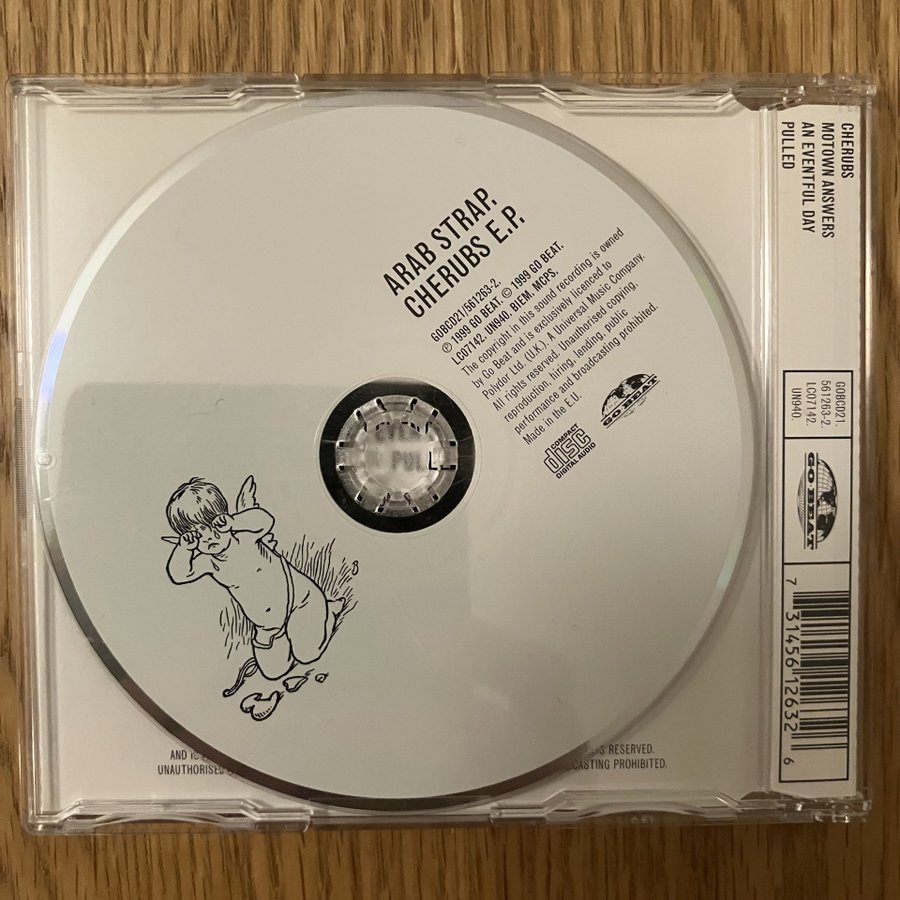 ARAB STRAP.
CHERUBS E.P.
GOBCD21/561263-2.
℗ 1999 GO BEAT. © 1999 GO BEAT.
LC07142. UN940. BIEM. MCPS.
The copyright in this sound recording is owned
by Go Beat and is exclusively licenced to
Polydor Ltd. (U.K.). A Universal Music Company.
All rights reserved. Unauthorised copying,
reproduction, hiring, lending, public
performance and broadcasting prohibited.
Made in the E.U.
GO BEAT
COMPACT
disc
DIGITAL AUDIO
PULL
AND
UNAUTHORISE
RESERVED.
CASTING PROHIBITED.
CHERUBS
MOTOWN ANSWERS
AN EVENTFUL DAY
PULLED
GOBCD21.
561263-2.
LC07142.
UN940.
GO BEAT
7 31456 12632 6